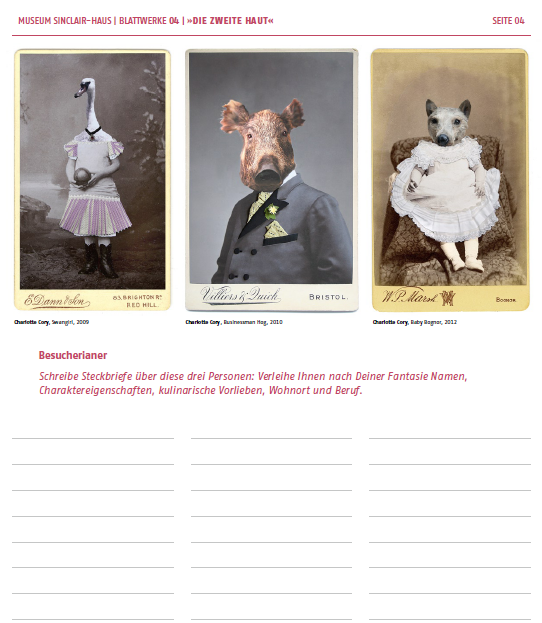 MUSEUM SINCLAIR-HAUS | BLATTWERKE 04 | »DIE ZWEITE HAUT« SEITE 04
E. Dann & Son 83, BRIGHTON Rd RED HILL.
Villiers & Quick BRISTOL.
W. P. Marsh BOGNOR.
Charlotte Cory, Swangirl, 2009
Charlotte Cory, Businessman Hog, 2010
Charlotte Cory, Baby Bognor, 2012
Besucherianer
Schreibe Steckbriefe über diese drei Personen: Verleihe Ihnen nach Deiner Fantasie Namen,
Charaktereigenschaften, kulinarische Vorlieben, Wohnort und Beruf.